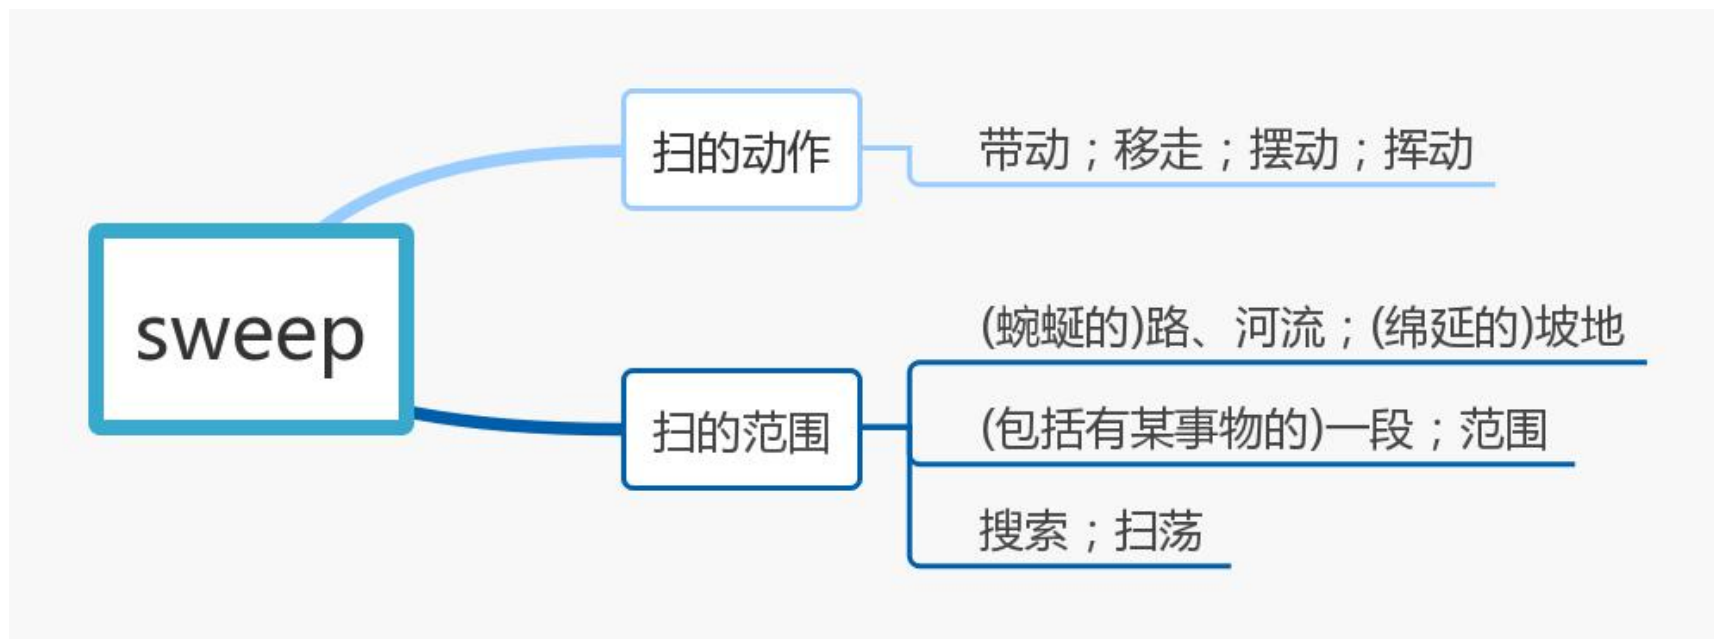 sweep
扫的动作
带动；移走；摆动；挥动
扫的范围
(蜿蜒的)路、河流；(绵延的)坡地
(包括有某事物的)一段；范围
搜索；扫荡